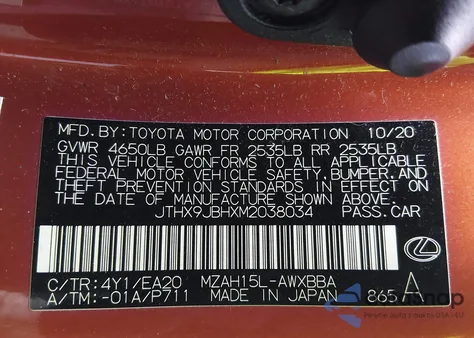 MFD. BY: TOYOTA MOTOR CORPORATION 10/20
GVWR 4650LB GAWR FR 2535LB RR 2535LB
THIS VEHICLE CONFORMS TO ALL APPLICABLE
FEDERAL MOTOR VEHICLE SAFETY, BUMPER, AND
THEFT PREVENTION STANDARDS IN EFFECT ON
THE DATE OF MANUFACTURE SHOWN ABOVE.
JTHX9JBHXM2038034 PASS. CAR
C/TR: 4Y1/EA20 MZAH15L-AWXBBA A
A/TM: -01A/P711 MADE IN JAPAN 865